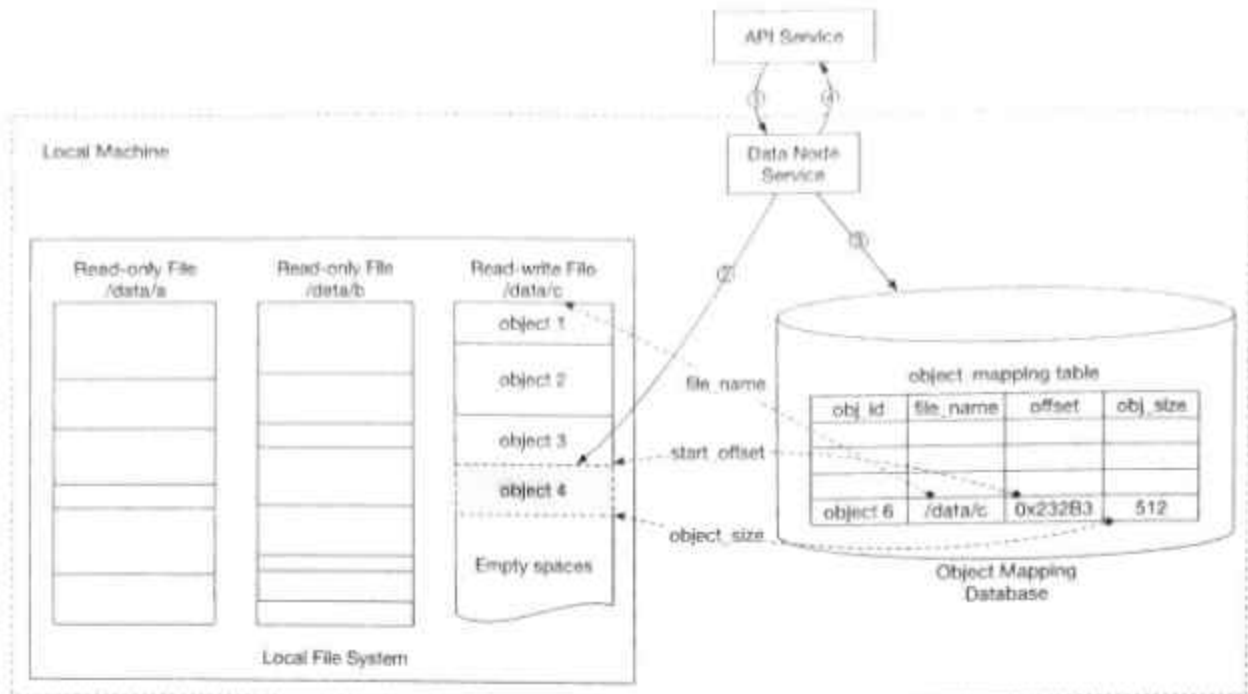 API Service
①
④
Local Machine
Data Node
Service
②
③
Read-only File
/data/a
Read-only File
/data/b
Read-write File
/data/c
object 1
object 2
object 3
object 4
Empty spaces
Local File System
file_name
start_offset
object_size
object_mapping table
obj_id file_name offset obj_size
object 6 /data/c 0x232B3 512
Object Mapping
Database